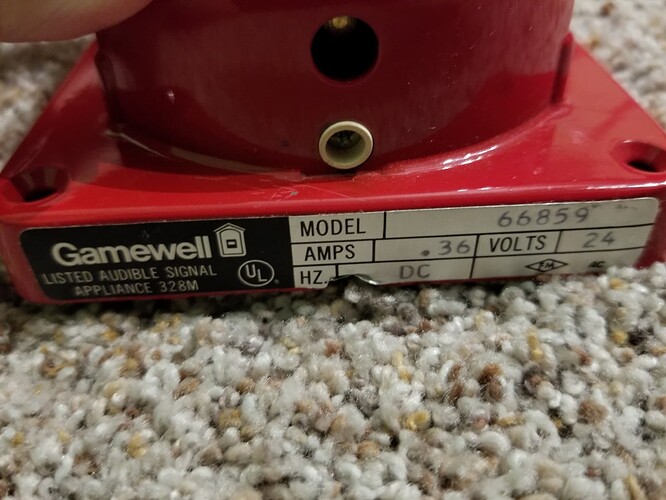 Gamewell
LISTED AUDIBLE SIGNAL
APPLIANCE 328M
UL
MODEL 66859
AMPS .36 VOLTS 24
HZ. DC